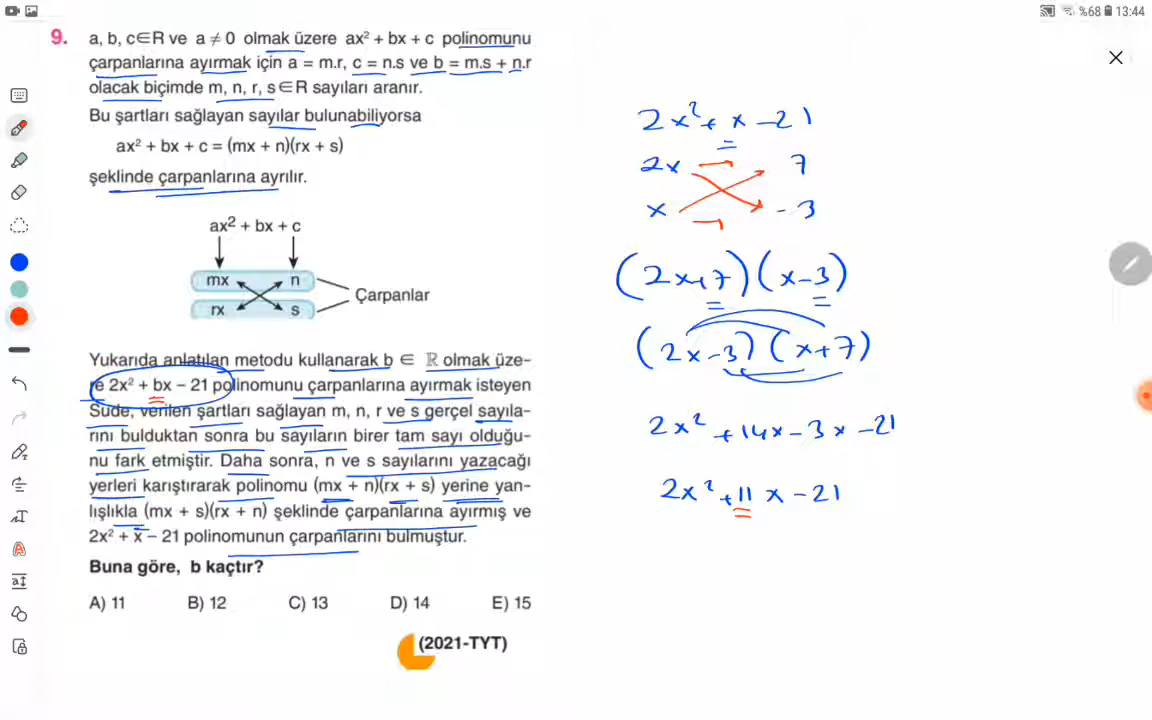 %68 13:44
9. a, b, c∈R ve a ≠ 0 olmak üzere ax² + bx + c polinomunu
çarpanlarına ayırmak için a = m.r, c = n.s ve b = m.s + n.r
olacak biçimde m, n, r, s∈R sayıları aranır.
Bu şartları sağlayan sayılar bulunabiliyorsa
ax² + bx + c = (mx + n)(rx + s)
şeklinde çarpanlarına ayrılır.
ax² + bx + c
mx n
rx s
Çarpanlar
Yukarıda anlatılan metodu kullanarak b ∈ ℝ olmak üze-
re 2x² + bx – 21 polinomunu çarpanlarına ayırmak isteyen
Sude, verilen şartları sağlayan m, n, r ve s gerçel sayıla-
rını bulduktan sonra bu sayıların birer tam sayı olduğu-
nu fark etmiştir. Daha sonra, n ve s sayılarını yazacağı
yerleri karıştırarak polinomu (mx + n)(rx + s) yerine yan-
lışlıkla (mx + s)(rx + n) şeklinde çarpanlarına ayırmış ve
2x² + x – 21 polinomunun çarpanlarını bulmuştur.
Buna göre, b kaçtır?
A) 11 B) 12 C) 13 D) 14 E) 15
(2021-TYT)
2x² + x – 21
2x 7
x - 3
(2x+7)(x-3)
(2x-3)(x+7)
2x² + 14x - 3x - 21
2x² + 11x - 21